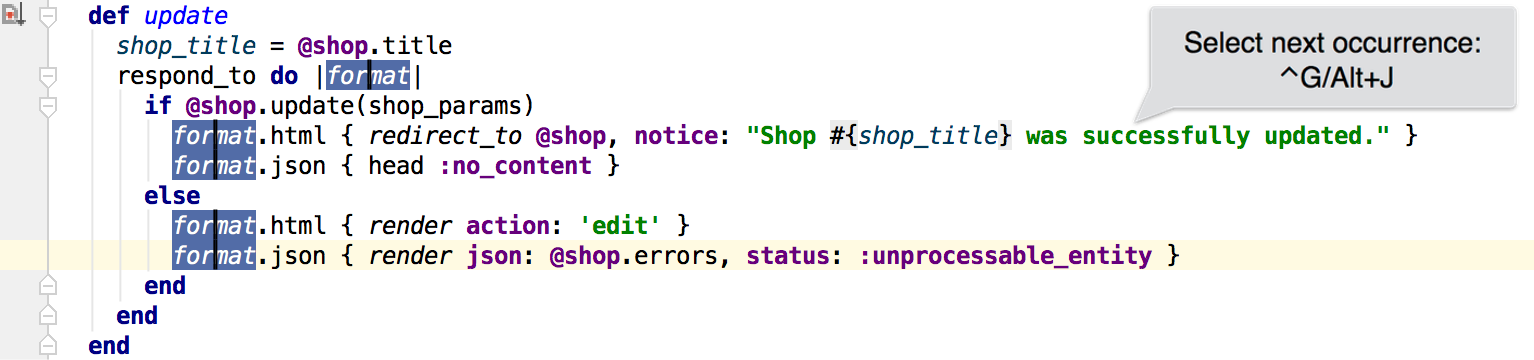 def update
shop_title = @shop.title
respond_to do |format|
if @shop.update(shop_params)
format.html { redirect_to @shop, notice: "Shop #{shop_title} was successfully updated." }
format.json { head :no_content }
else
format.html { render action: 'edit' }
format.json { render json: @shop.errors, status: :unprocessable_entity }
end
end
end
Select next occurrence:
^G/Alt+J